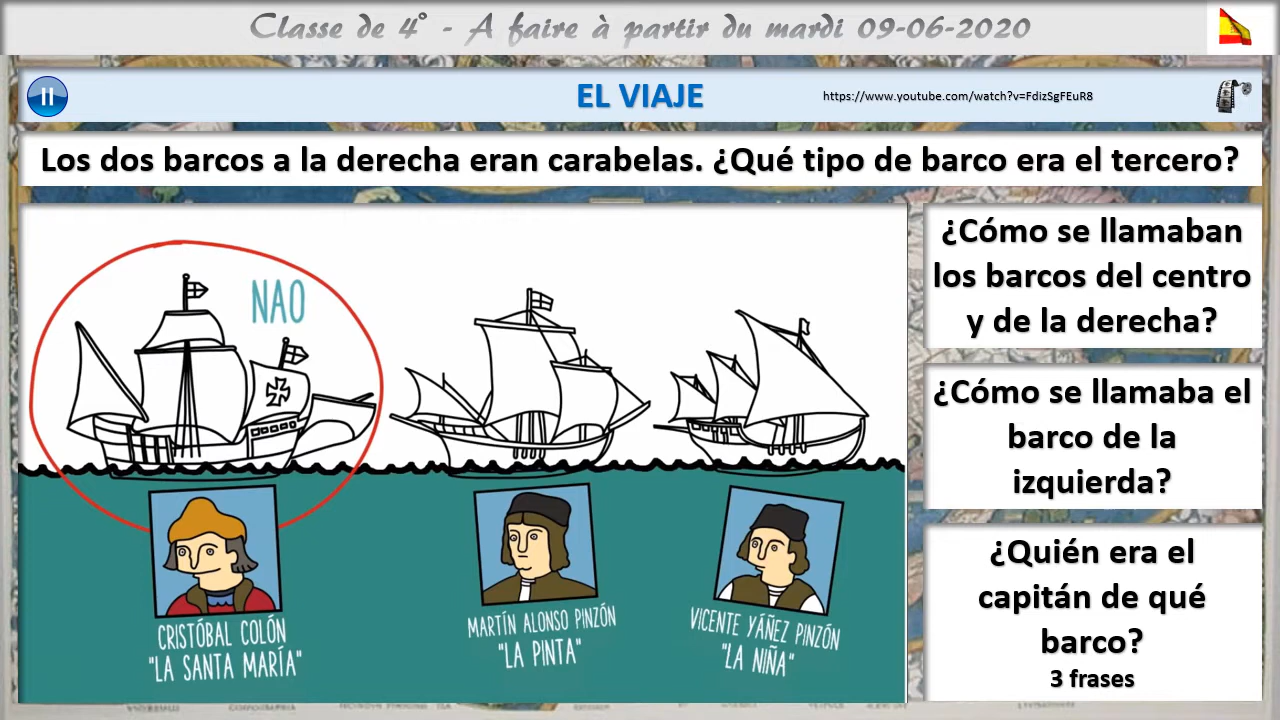 Classe de 4° - A faire à partir du mardi 09-06-2020
EL VIAJE
https://www.youtube.com/watch?v=FdizSgFEuR8
Los dos barcos a la derecha eran carabelas. ¿Qué tipo de barco era el tercero?
NAO
CRISTÓBAL COLÓN
"LA SANTA MARÍA"
MARTÍN ALONSO PINZÓN
"LA PINTA"
VICENTE YÁÑEZ PINZÓN
"LA NIÑA"
¿Cómo se llamaban
los barcos del centro
y de la derecha?
¿Cómo se llamaba el
barco de la
izquierda?
¿Quién era el
capitán de qué
barco?
3 frases